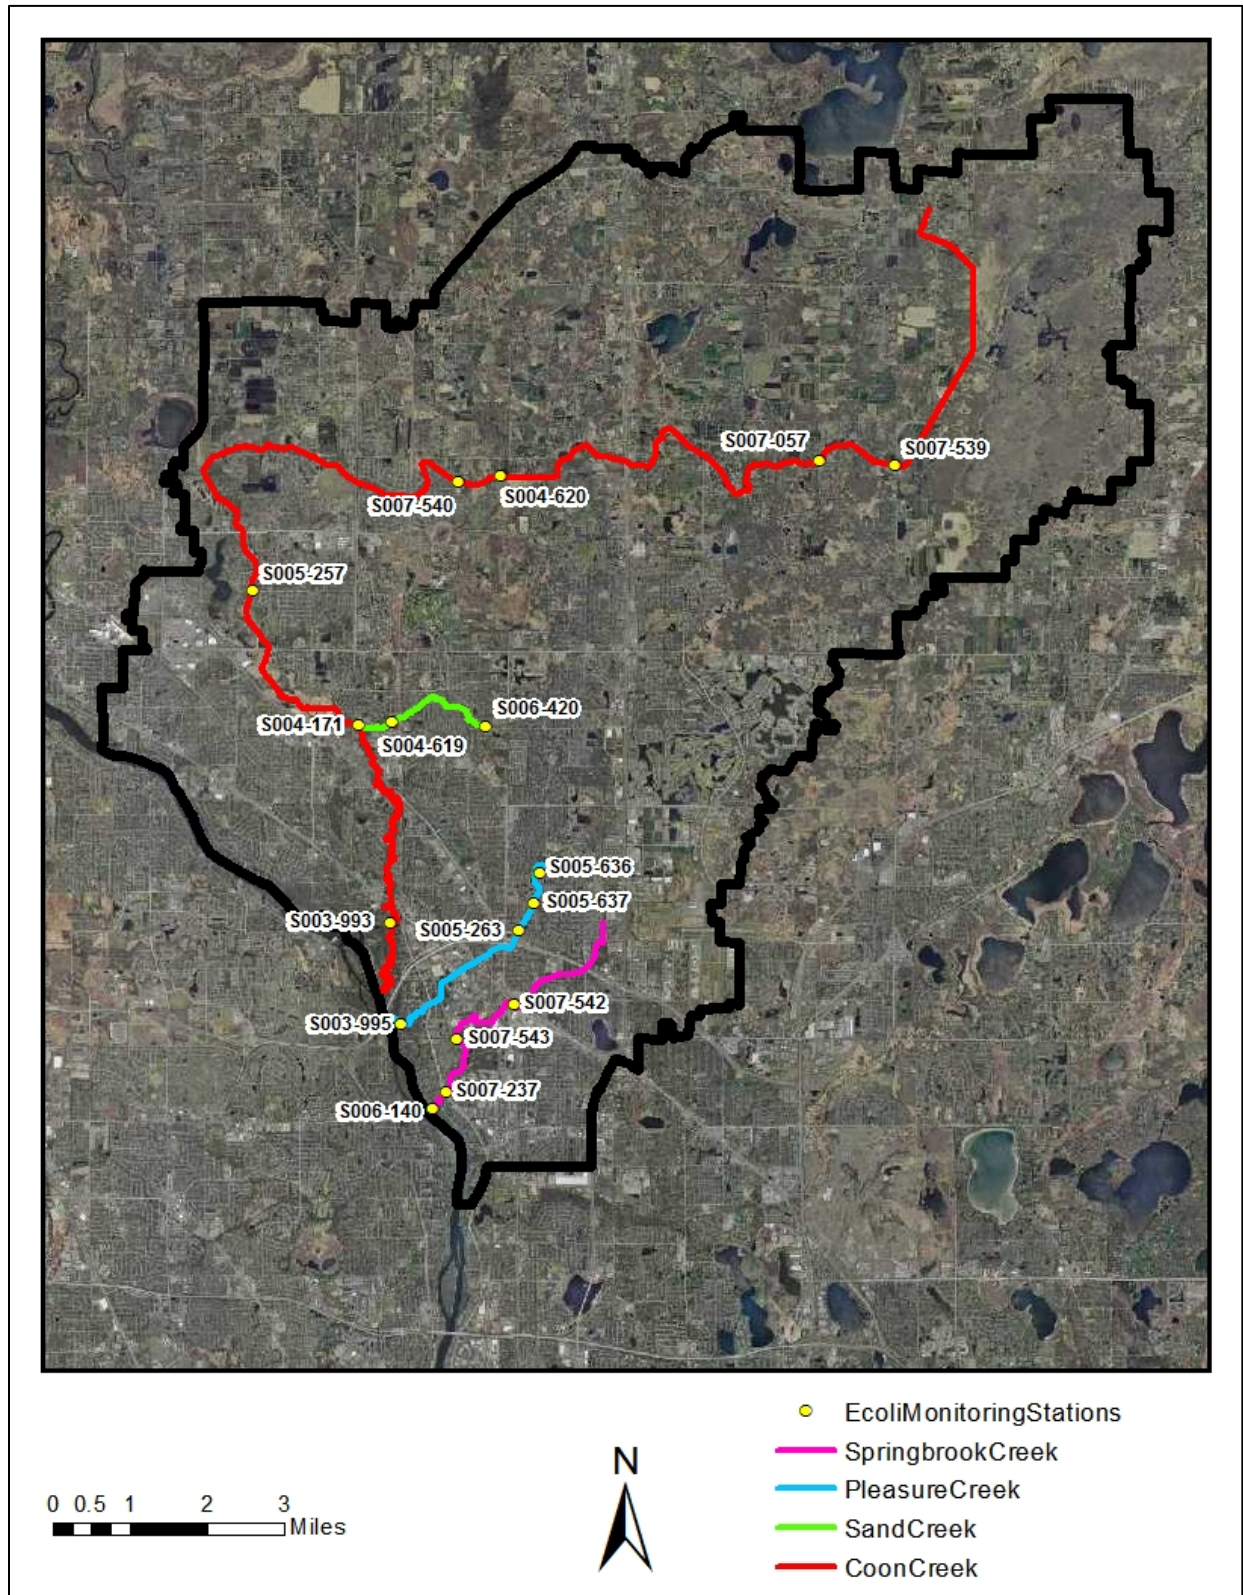 S007-057
S007-539
S007-540
S004-620
S005-257
S006-420
S004-171
S004-619
S005-636
S005-637
S003-993
S005-263
S007-542
S003-995
S007-543
S007-237
S006-140
EcoliMonitoringStations
SpringbrookCreek
PleasureCreek
SandCreek
CoonCreek
N
0 0.5 1 2 3
Miles